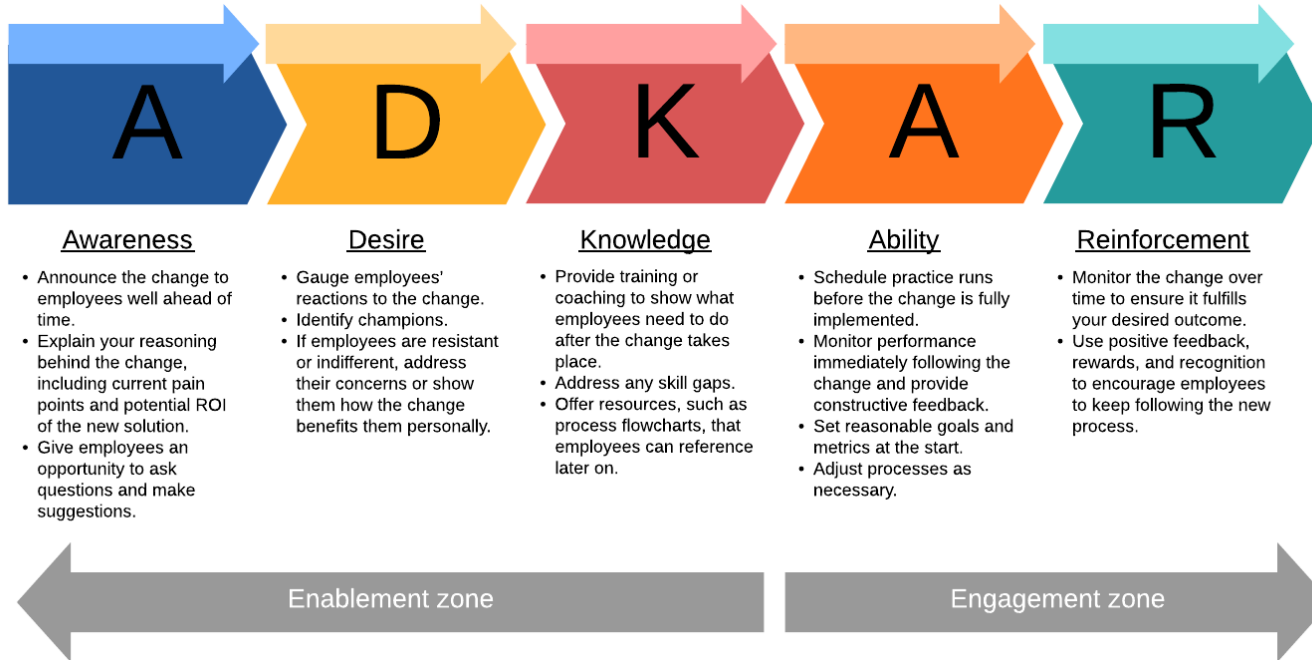 A
D
K
A
R
Awareness
• Announce the change to
employees well ahead of
time.
• Explain your reasoning
behind the change,
including current pain
points and potential ROI
of the new solution.
• Give employees an
opportunity to ask
questions and make
suggestions.
Desire
• Gauge employees'
reactions to the change.
• Identify champions.
• If employees are resistant
or indifferent, address
their concerns or show
them how the change
benefits them personally.
Knowledge
• Provide training or
coaching to show what
employees need to do
after the change takes
place.
• Address any skill gaps.
• Offer resources, such as
process flowcharts, that
employees can reference
later on.
Ability
• Schedule practice runs
before the change is fully
implemented.
• Monitor performance
immediately following the
change and provide
constructive feedback.
• Set reasonable goals and
metrics at the start.
• Adjust processes as
necessary.
Reinforcement
• Monitor the change over
time to ensure it fulfills
your desired outcome.
• Use positive feedback,
rewards, and recognition
to encourage employees
to keep following the new
process.
Enablement zone
Engagement zone